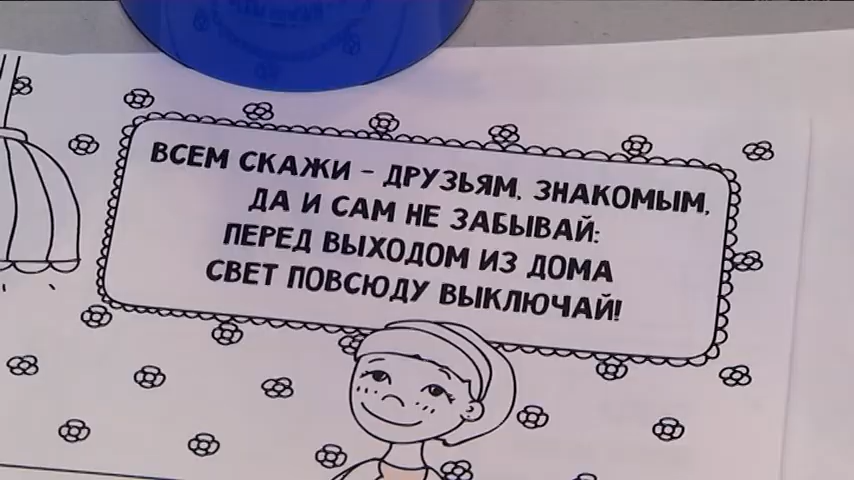 ВСЕМ СКАЖИ - ДРУЗЬЯМ, ЗНАКОМЫМ,
ДА И САМ НЕ ЗАБЫВАЙ:
ПЕРЕД ВЫХОДОМ ИЗ ДОМА
СВЕТ ПОВСЮДУ ВЫКЛЮЧАЙ!